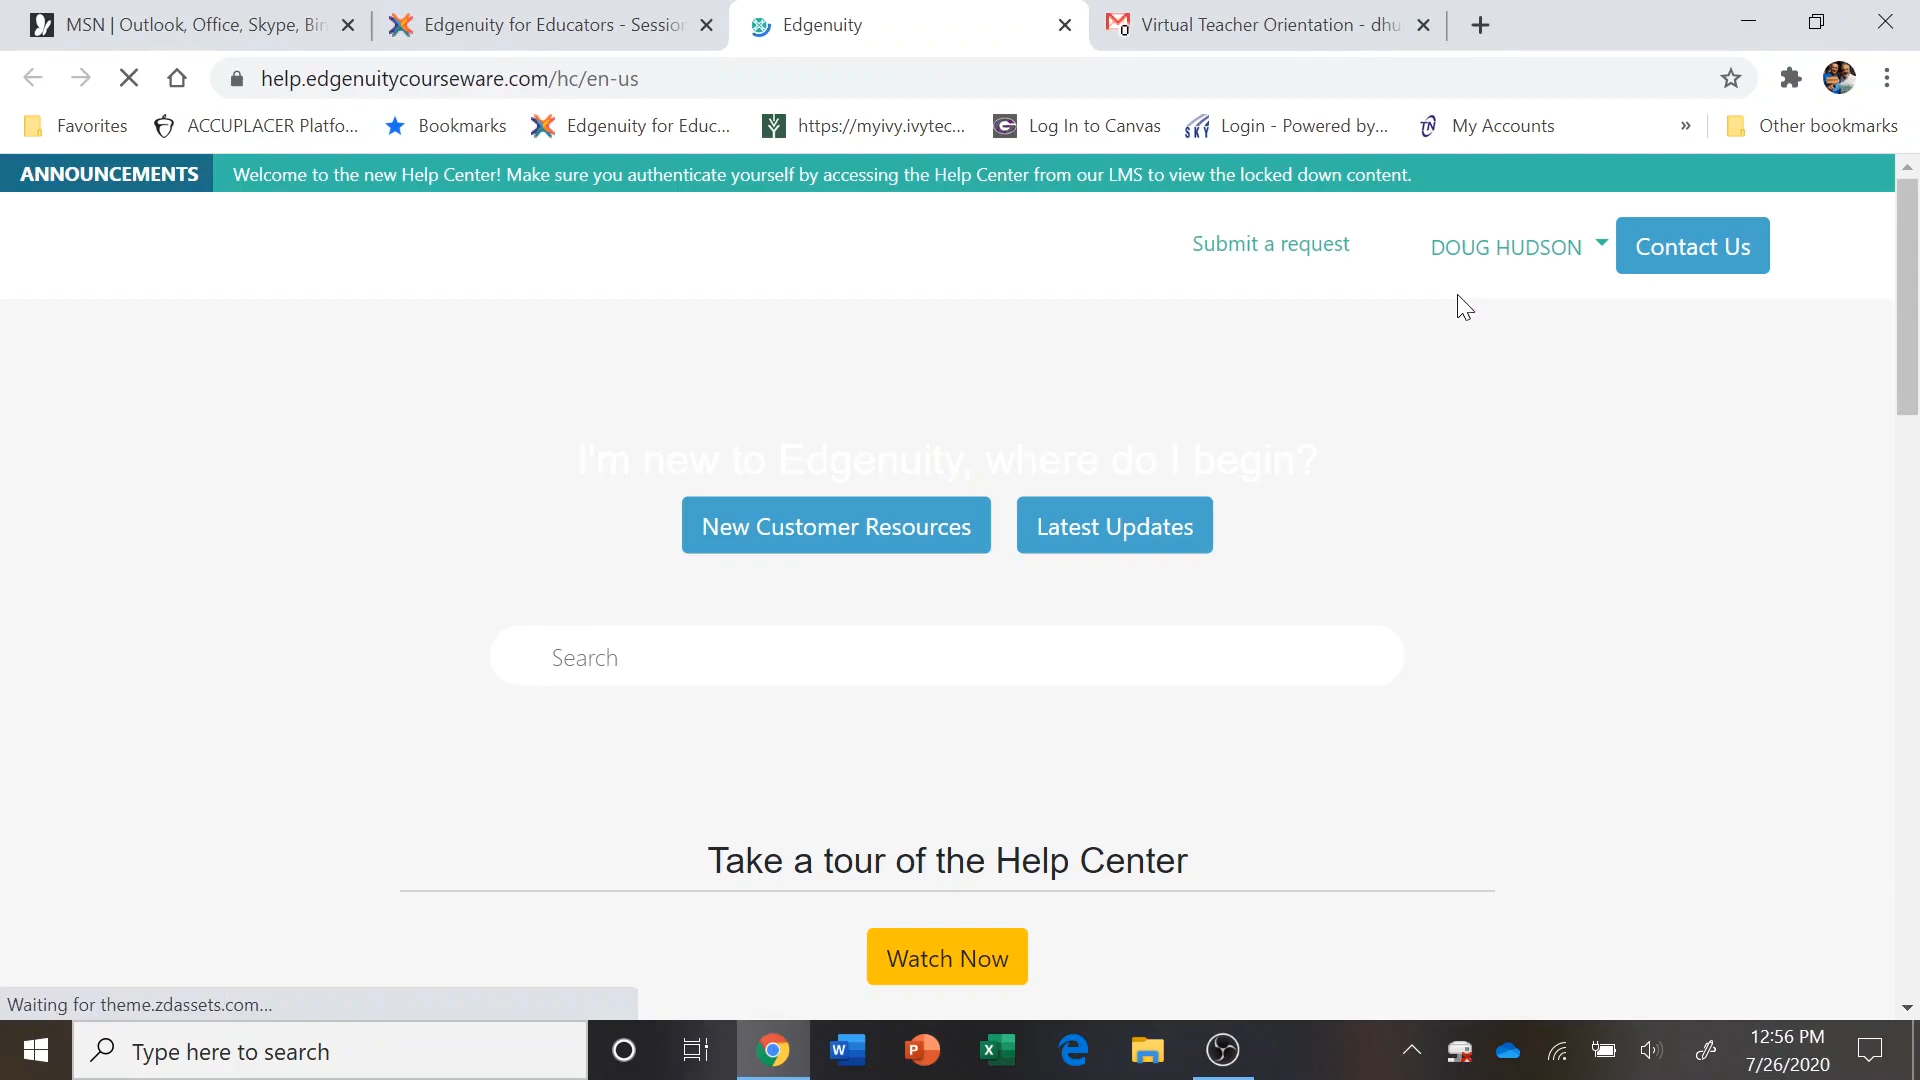 MSN | Outlook, Office, Skype, Bin
Edgenuity for Educators - Session
Edgenuity
Virtual Teacher Orientation - dhu
help.edgenuitycourseware.com/hc/en-us
Favorites
ACCUPLACER Platfo...
Bookmarks
Edgenuity for Educ...
https://myivy.ivytec...
Log In to Canvas
Login - Powered by...
My Accounts
»
Other bookmarks
ANNOUNCEMENTS
Welcome to the new Help Center! Make sure you authenticate yourself by accessing the Help Center from our LMS to view the locked down content.
Submit a request
DOUG HUDSON
Contact Us
I'm new to Edgenuity, where do I begin?
New Customer Resources
Latest Updates
Search
Take a tour of the Help Center
Watch Now
Waiting for theme.zdassets.com...
Type here to search
12:56 PM
7/26/2020